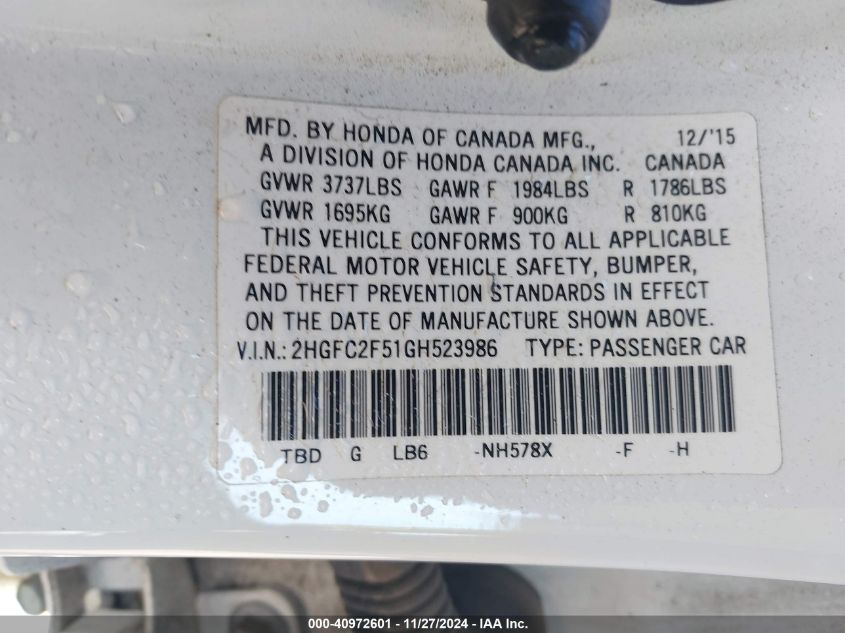 MFD. BY HONDA OF CANADA MFG., 12/'15
A DIVISION OF HONDA CANADA INC. CANADA
GVWR 3737LBS GAWR F 1984LBS R 1786LBS
GVWR 1695KG GAWR F 900KG R 810KG
THIS VEHICLE CONFORMS TO ALL APPLICABLE
FEDERAL MOTOR VEHICLE SAFETY, BUMPER,
AND THEFT PREVENTION STANDARDS IN EFFECT
ON THE DATE OF MANUFACTURE SHOWN ABOVE.
V.I.N.: 2HGFC2F51GH523986 TYPE: PASSENGER CAR
TBD G LB6 -NH578X -F -H
000-40972601 - 11/27/2024 - IAA Inc.